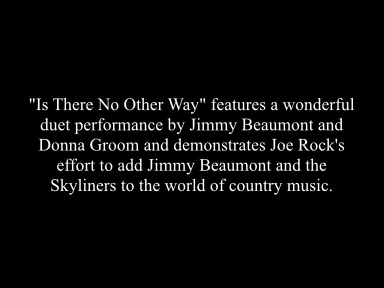 "Is There No Other Way" features a wonderful
duet performance by Jimmy Beaumont and
Donna Groom and demonstrates Joe Rock's
effort to add Jimmy Beaumont and the
Skyliners to the world of country music.